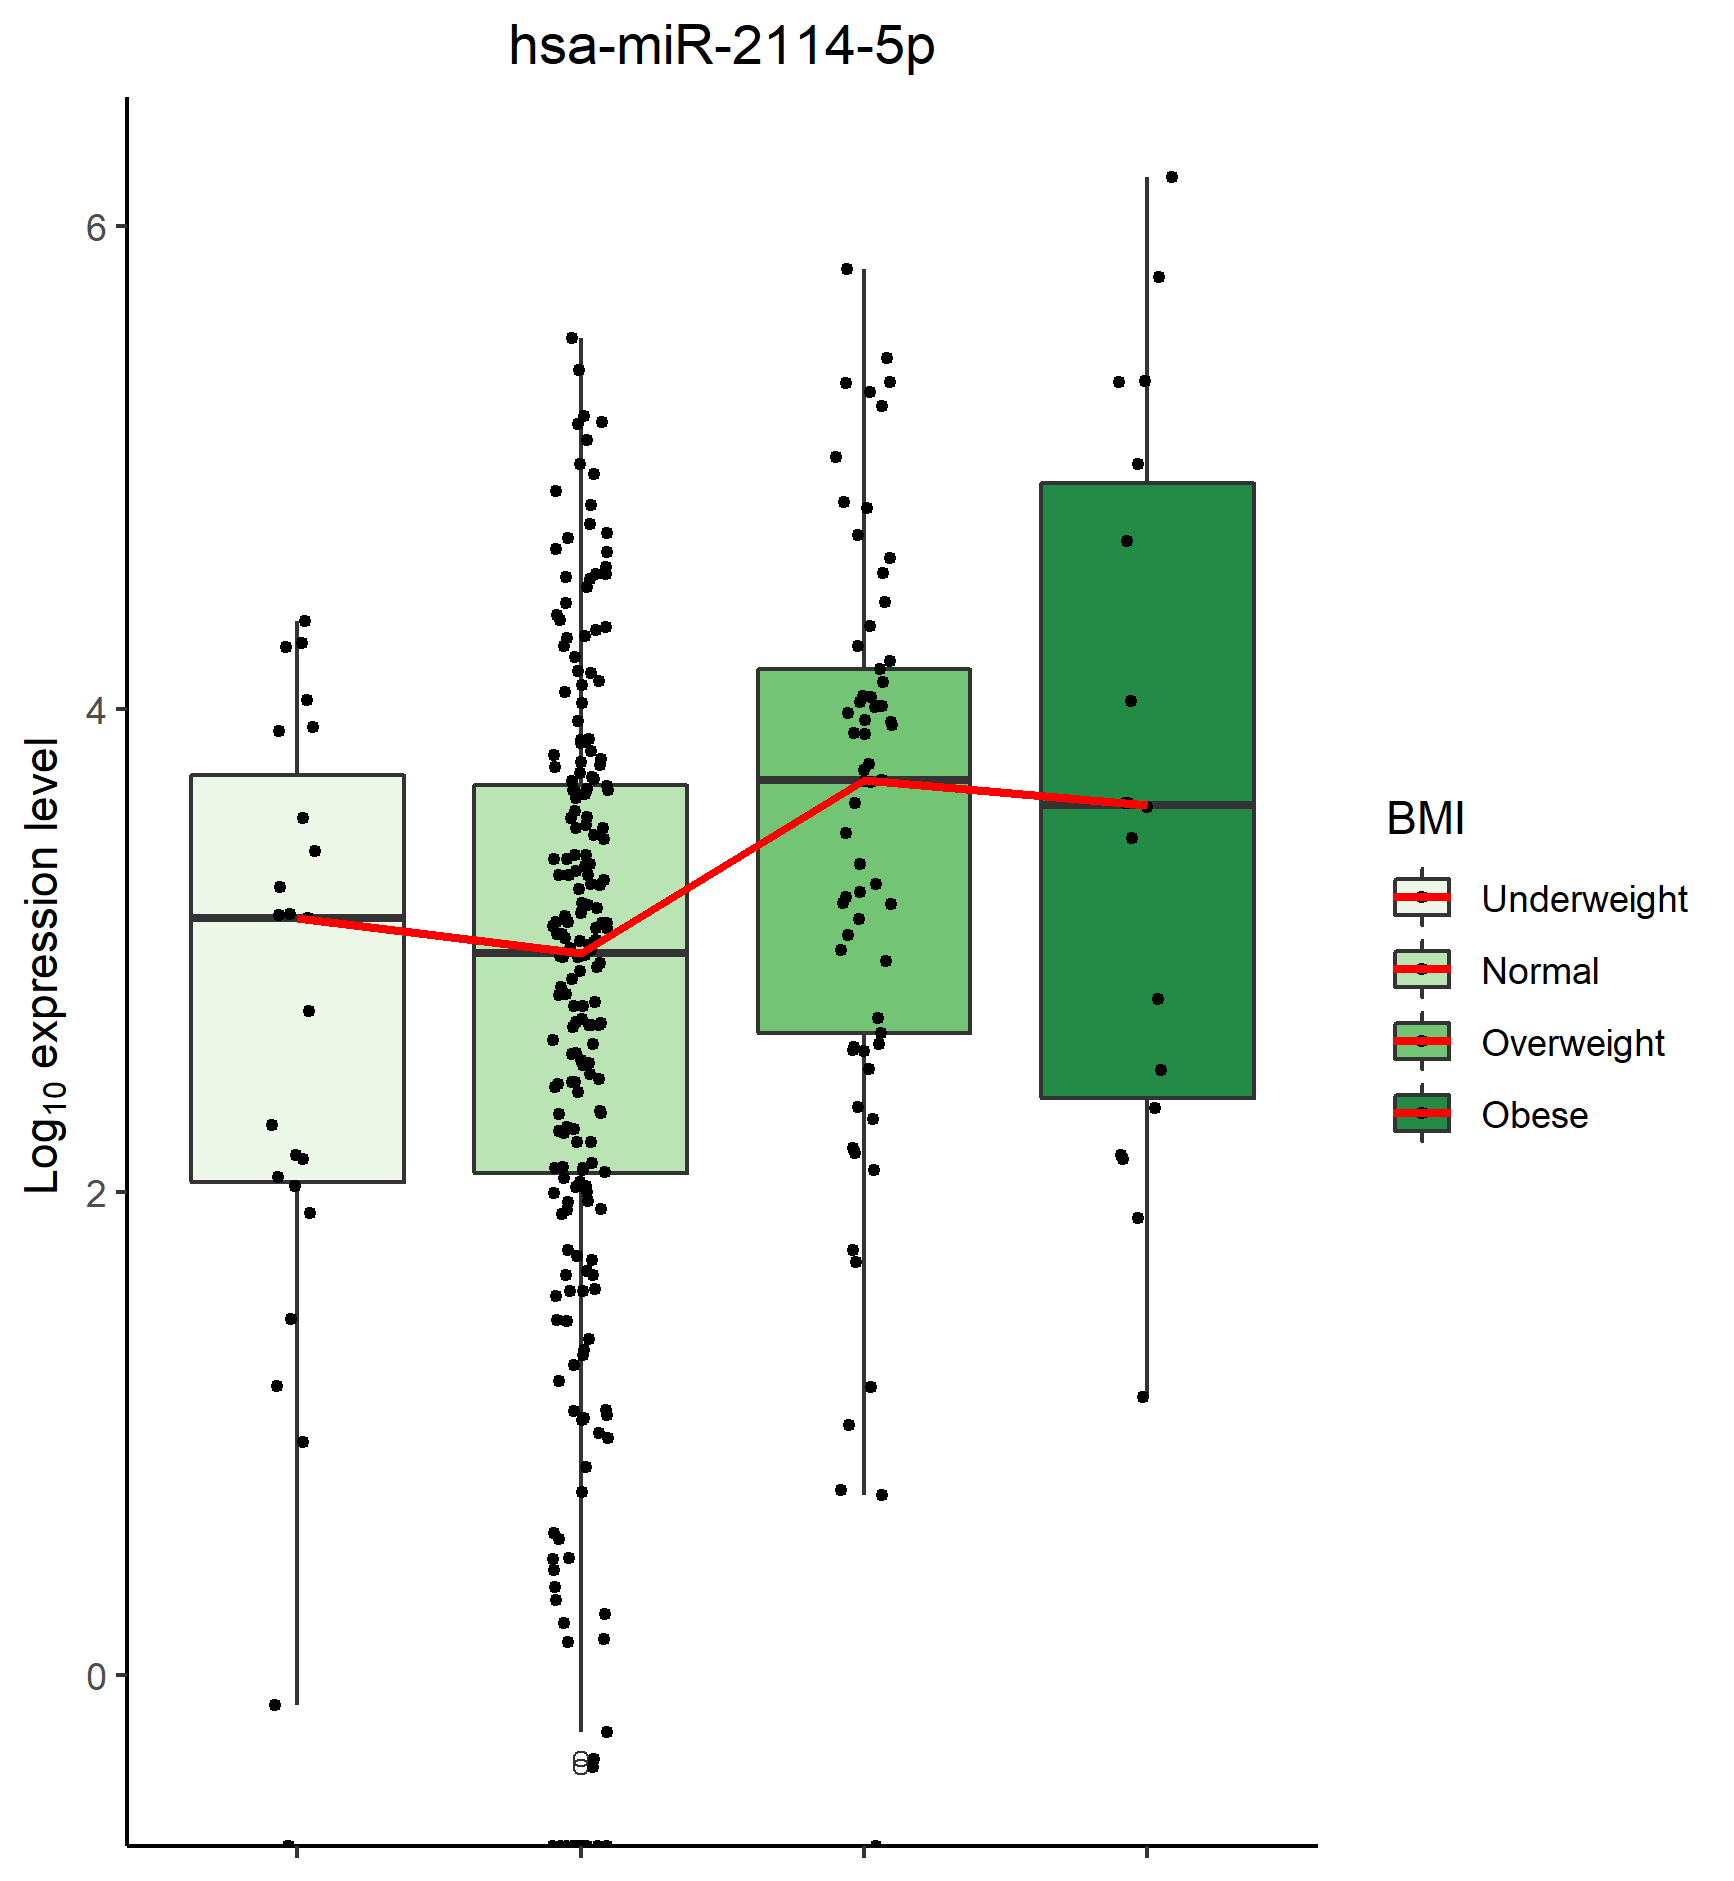 hsa-miR-2114-5p
Log10 expression level
6
4
2
0
BMI
Underweight
Normal
Overweight
Obese